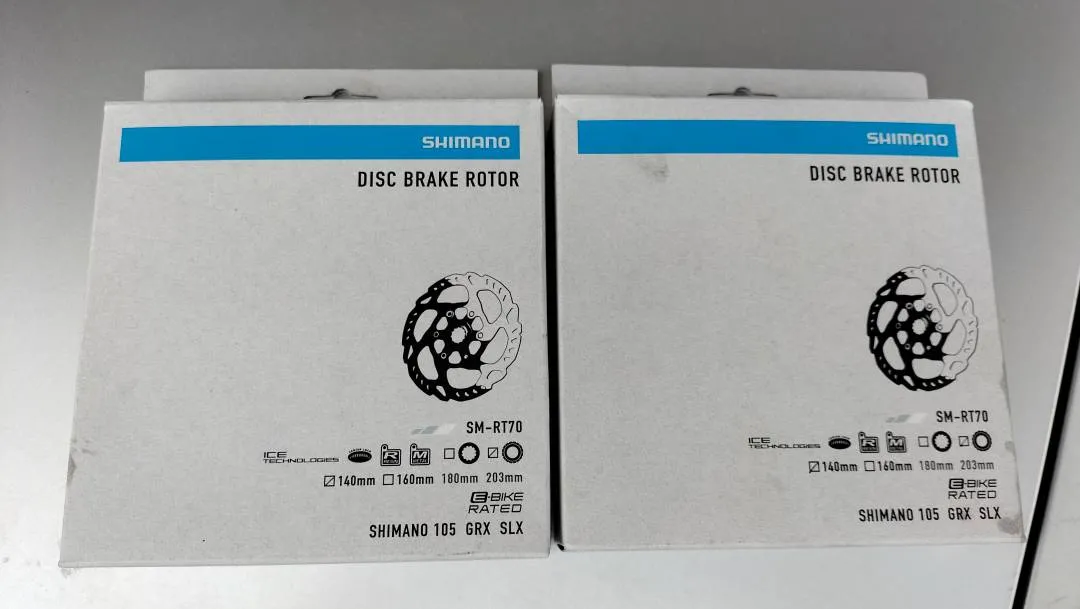 SHIMANO
DISC BRAKE ROTOR
SM-RT70
ICE TECHNOLOGIES R M
140mm 160mm 180mm 203mm
E-BIKE
RATED
SHIMANO 105 GRX SLX
SHIMANO
DISC BRAKE ROTOR
SM-RT70
ICE TECHNOLOGIES R M
140mm 160mm 180mm 203mm
E-BIKE
RATED
SHIMANO 105 GRX SLX